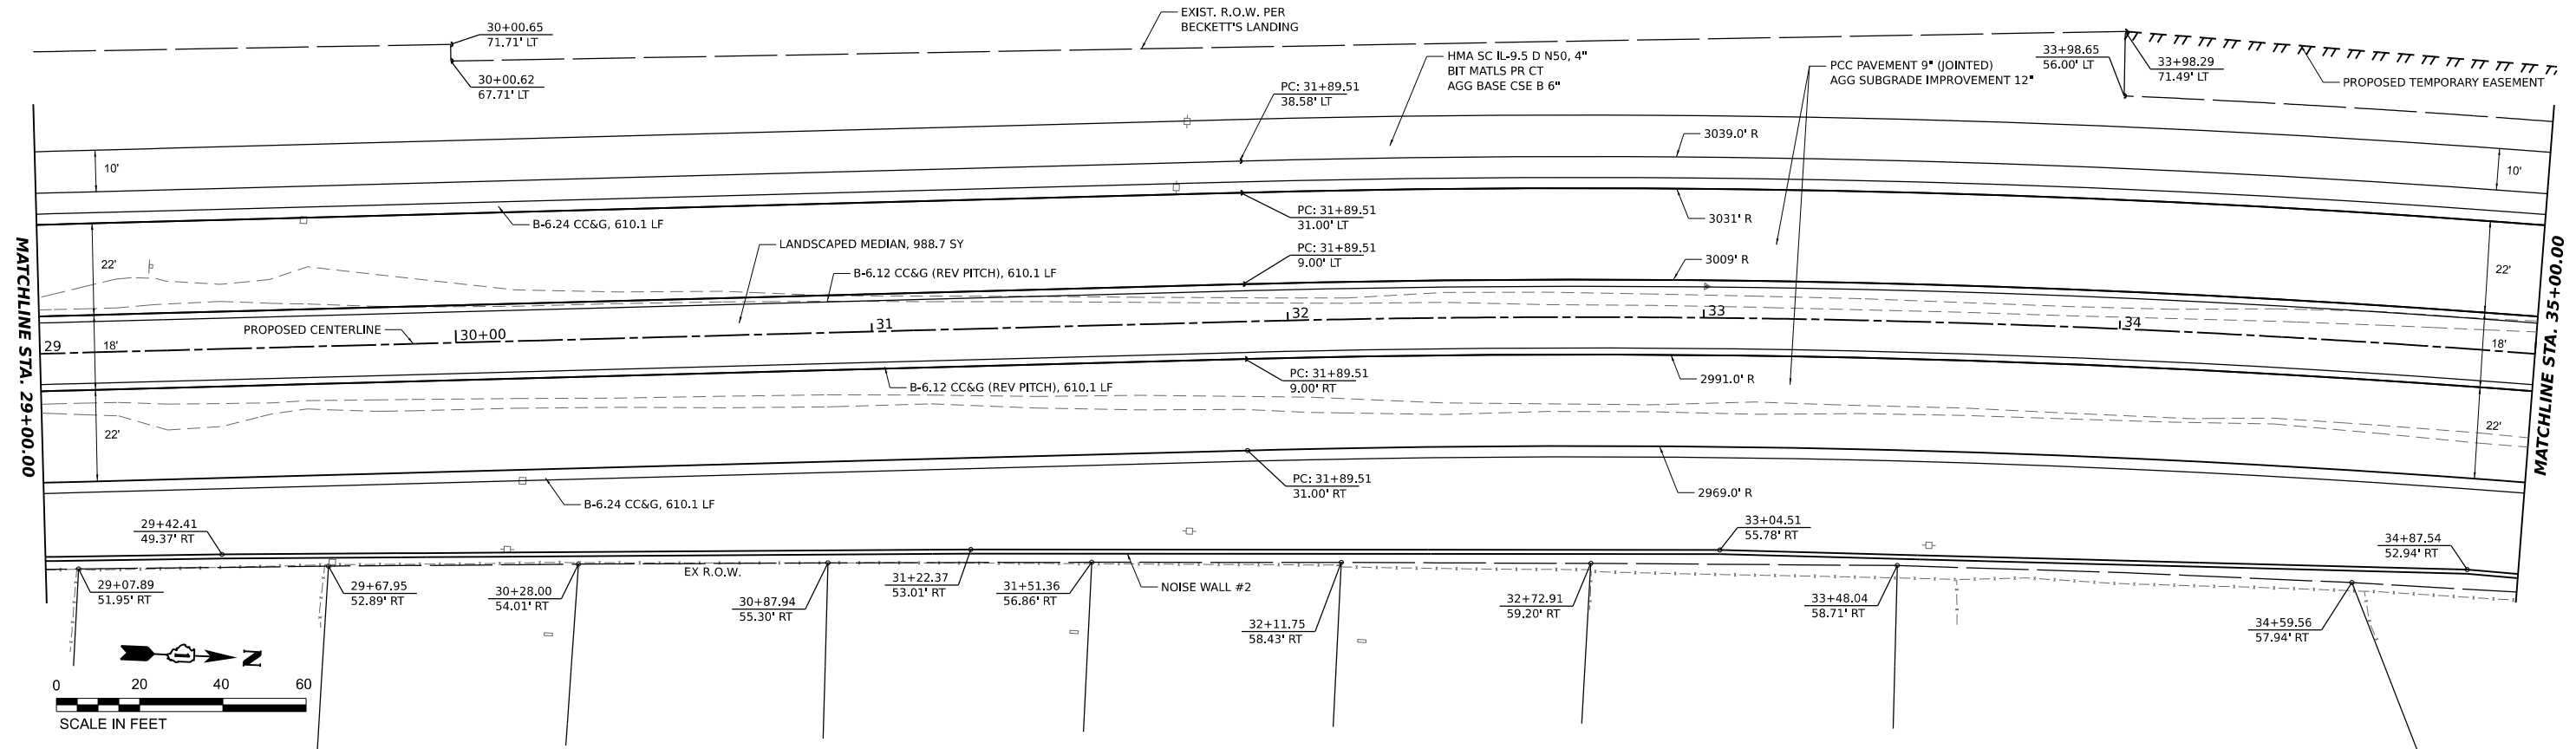 30+00.65
71.71' LT
30+00.62
67.71' LT
EXIST. R.O.W. PER
BECKETT'S LANDING
HMA SC IL-9.5 D N50, 4"
BIT MATLS PR CT
AGG BASE CSE B 6"
PCC PAVEMENT 9" (JOINTED)
AGG SUBGRADE IMPROVEMENT 12"
33+98.65
56.00' LT
33+98.29
71.49' LT
PROPOSED TEMPORARY EASEMENT
PC: 31+89.51
38.58' LT
3039.0' R
10'
10'
PC: 31+89.51
31.00' LT
3031' R
B-6.24 CC&G, 610.1 LF
LANDSCAPED MEDIAN, 988.7 SY
PC: 31+89.51
9.00' LT
3009' R
22'
22'
B-6.12 CC&G (REV PITCH), 610.1 LF
MATCHLINE STA. 29+00.00
MATCHLINE STA. 35+00.00
PROPOSED CENTERLINE
29
30+00
31
32
33
34
18'
18'
PC: 31+89.51
9.00' RT
2991.0' R
B-6.12 CC&G (REV PITCH), 610.1 LF
22'
22'
PC: 31+89.51
31.00' RT
2969.0' R
B-6.24 CC&G, 610.1 LF
29+42.41
49.37' RT
33+04.51
55.78' RT
34+87.54
52.94' RT
EX R.O.W.
29+07.89
51.95' RT
29+67.95
52.89' RT
30+28.00
54.01' RT
30+87.94
55.30' RT
31+22.37
53.01' RT
31+51.36
56.86' RT
NOISE WALL #2
32+11.75
58.43' RT
32+72.91
59.20' RT
33+48.04
58.71' RT
34+59.56
57.94' RT
N
0 20 40 60
SCALE IN FEET